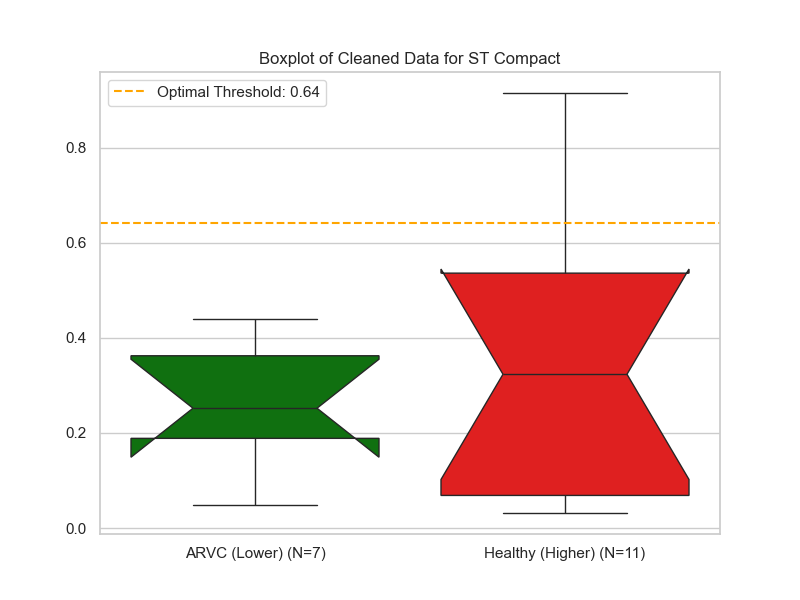 Boxplot of Cleaned Data for ST Compact
Optimal Threshold: 0.64
0.8
0.6
0.4
0.2
0.0
ARVC (Lower) (N=7)
Healthy (Higher) (N=11)